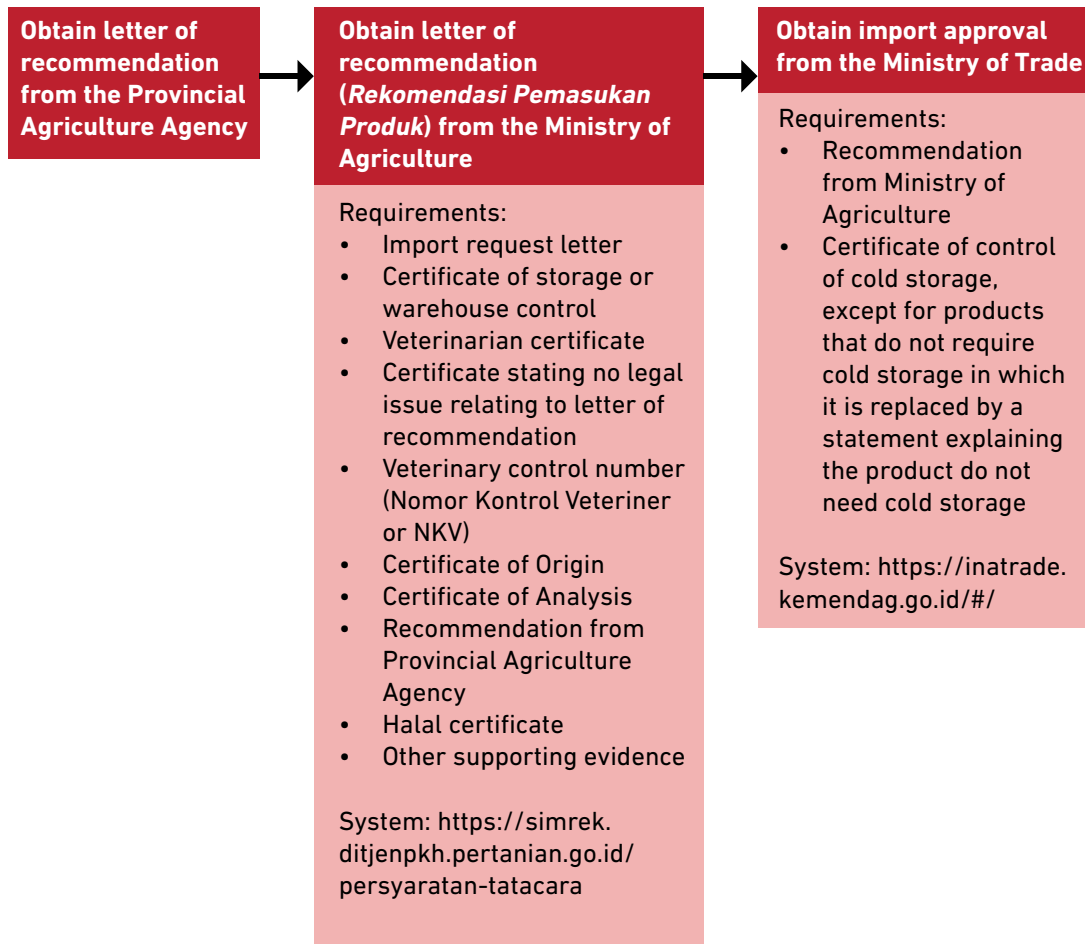 Obtain letter of
recommendation
from the Provincial
Agriculture Agency
Obtain letter of
recommendation
(Rekomendasi Pemasukan
Produk) from the Ministry of
Agriculture
Requirements:
• Import request letter
• Certificate of storage or
warehouse control
• Veterinarian certificate
• Certificate stating no legal
issue relating to letter of
recommendation
• Veterinary control number
(Nomor Kontrol Veteriner
or NKV)
• Certificate of Origin
• Certificate of Analysis
• Recommendation from
Provincial Agriculture
Agency
• Halal certificate
• Other supporting evidence
System: https://simrek.
ditjenpkh.pertanian.go.id/
persyaratan-tatacara
Obtain import approval
from the Ministry of Trade
Requirements:
• Recommendation
from Ministry of
Agriculture
• Certificate of control
of cold storage,
except for products
that do not require
cold storage in which
it is replaced by a
statement explaining
the product do not
need cold storage
System: https://inatrade.
kemendag.go.id/#/